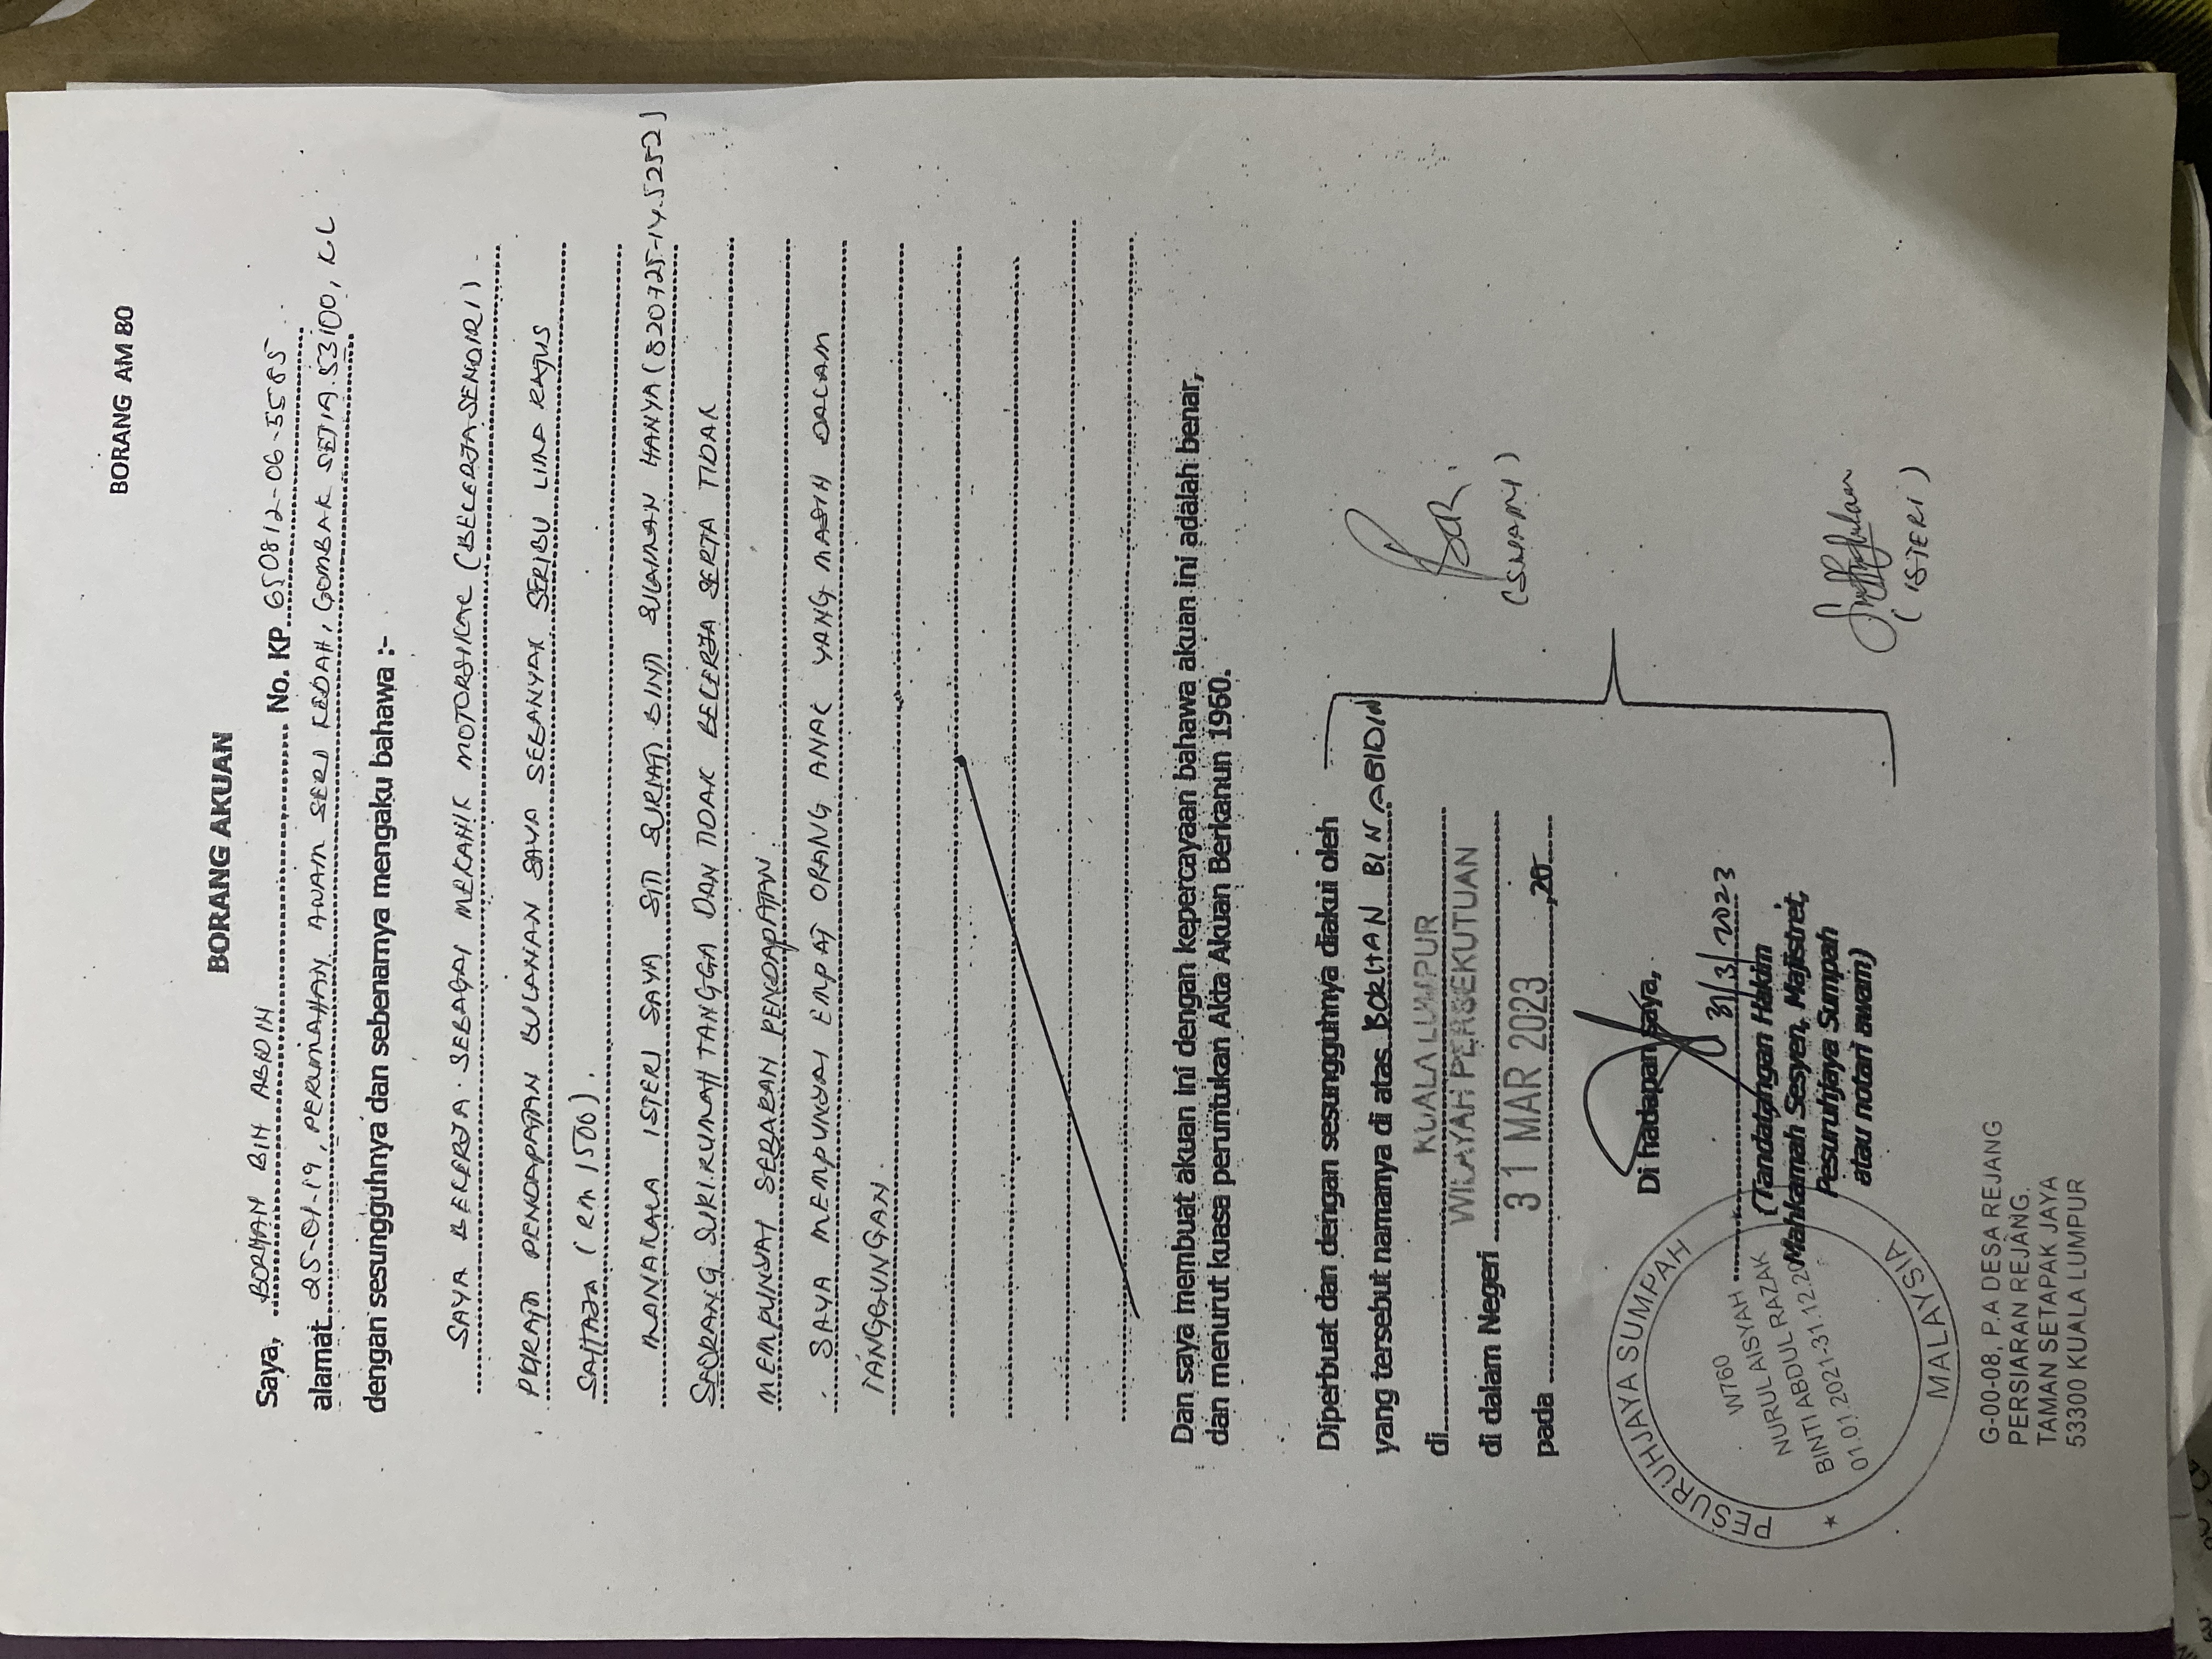 BORANG AM 80
BORANG AKUAN
Saya, BORHAN BIN ABIDIN No. KP 650812-06-5585
alamat 25-01-19, PERUMAHAN AWAM SERI KEDAH, GOMBAK SETIA. 53100, KL
dengan sesungguhnya dan sebenarnya mengaku bahawa :-
SAYA BEKERJA SEBAGAI MEKANIK MOTORSIKAL (BEKERJA SENDIRI).
PURATA PENDAPATAN BULANAN SAYA SEBANYAK SERIBU LIMA RATUS
SAHAJA (RM 1500).
MANAKALA ISTERI SAYA SITI SURIATI BINTI SULAIMAN HANYA (820725-14-5252)
SEORANG SURI RUMAH TANGGA DAN TIDAK BEKERJA SERTA TIDAK
MEMPUNYAI SEBARAN PENDAPATAN.
SAYA MEMPUNYAI EMPAT ORANG ANAK YANG MASIH DALAM
TANGGUNGAN.
Dan saya membuat akuan ini dengan kepercayaan bahawa akuan ini adalah benar,
dan menurut kuasa peruntukan Akta Akuan Berkanun 1960.
Diperbuat dan dengan sesungguhnya diakui oleh
yang tersebut namanya di atas BORHAN BIN ABIDIN
di KUALA LUMPUR
di dalam Negeri WILAYAH PERSEKUTUAN
pada 31 MAR 2023 ,20
BOR.
(SUAMI)
Di hadapan saya,
31/3/2023
(Tandatangan Hakim
Mahkamah Sesyen, Majistret,
Pesuruhjaya Sumpah
atau notari awam)
(ISTERI)
PESURUHJAYA SUMPAH
W760
NURUL AISYAH
BINTI ABDUL RAZAK
01.01.2021-31.12.20
MALAYSIA
G-00-08, P.A DESA REJANG
PERSIARAN REJANG.
TAMAN SETAPAK JAYA
53300 KUALA LUMPUR